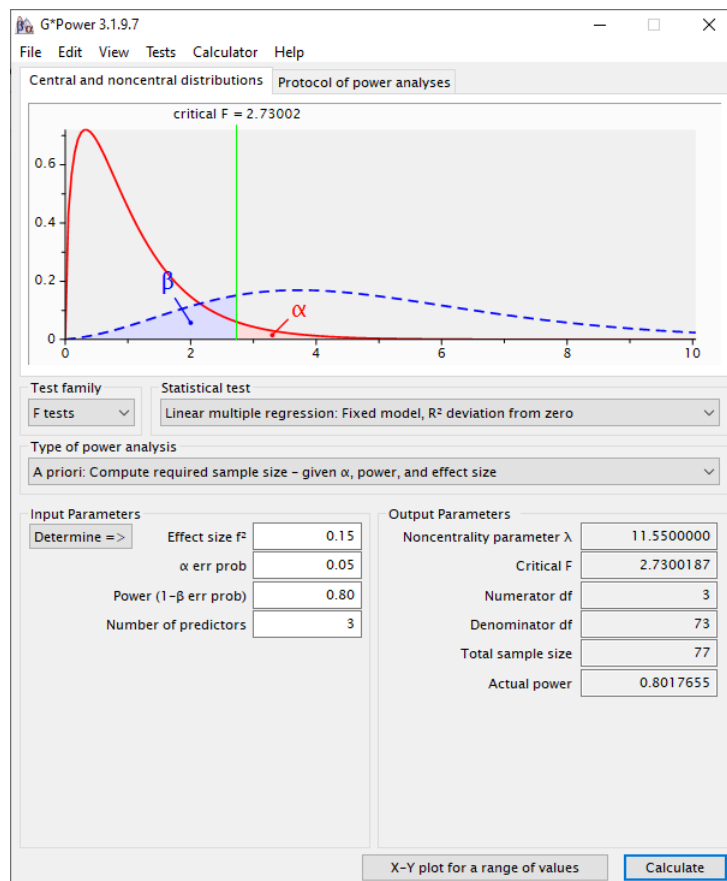 G*Power 3.1.9.7
File Edit View Tests Calculator Help
Central and noncentral distributions Protocol of power analyses
critical F = 2.73002
0.6
0.4
0.2
0
β
α
0 2 4 6 8 10
Test family Statistical test
F tests Linear multiple regression: Fixed model, R² deviation from zero
Type of power analysis
A priori: Compute required sample size – given α, power, and effect size
Input Parameters Output Parameters
Determine => Effect size f² 0.15 Noncentrality parameter λ 11.5500000
α err prob 0.05 Critical F 2.7300187
Power (1-β err prob) 0.80 Numerator df 3
Number of predictors 3 Denominator df 73
Total sample size 77
Actual power 0.8017655
X-Y plot for a range of values Calculate